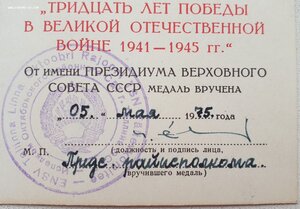 „ТРИДЦАТЬ ЛЕТ ПОБЕДЫ
В ВЕЛИКОЙ ОТЕЧЕСТВЕННОЙ
ВОЙНЕ 1941—1945 гг.“
От имени ПРЕЗИДИУМА ВЕРХОВНОГО
СОВЕТА СССР МЕДАЛЬ ВРУЧЕНА
„05.“ мая 1975. года
М. П. (должность и подпись лица,
Пред. райисполкома.
вручившего медаль)